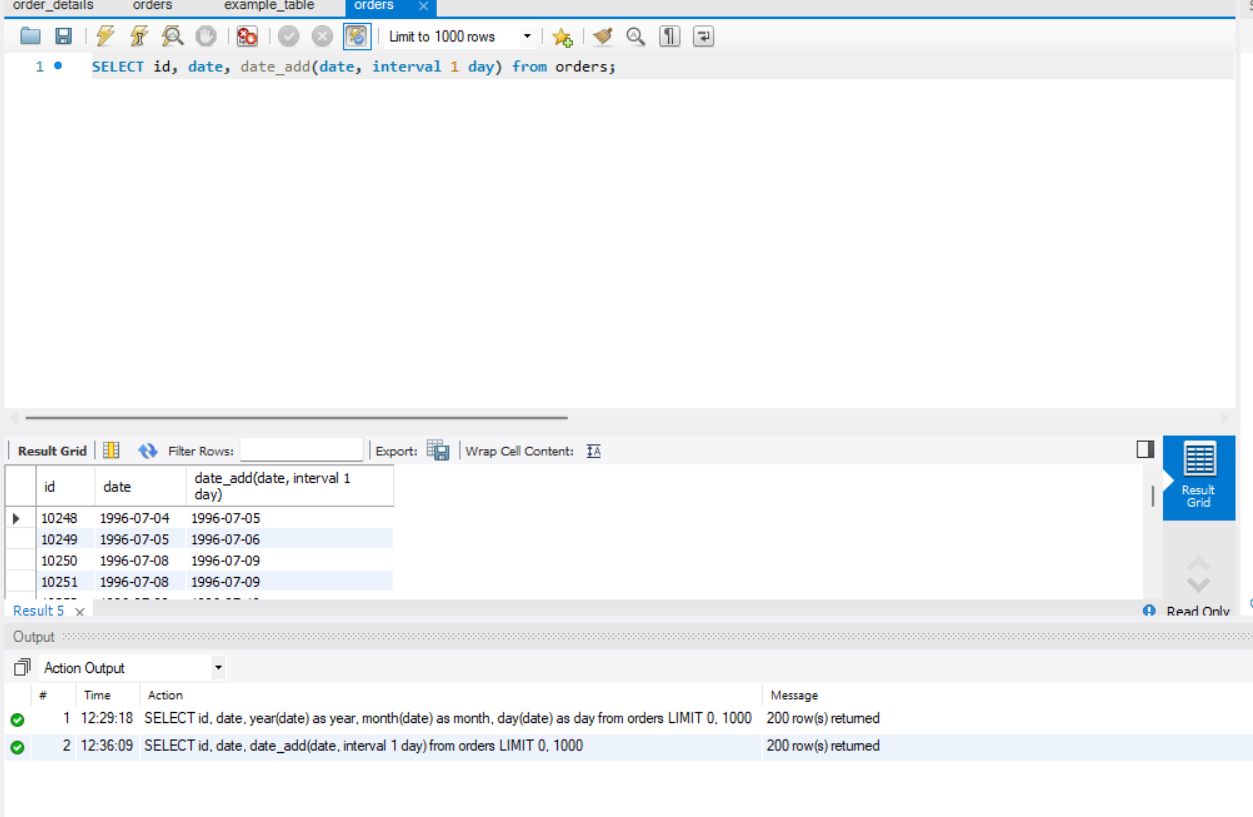 order_details orders example_table orders
Limit to 1000 rows
1 SELECT id, date, date_add(date, interval 1 day) from orders;
Result Grid Filter Rows: Export: Wrap Cell Content:
id date date_add(date, interval 1
day)
10248 1996-07-04 1996-07-05
10249 1996-07-05 1996-07-06
10250 1996-07-08 1996-07-09
10251 1996-07-08 1996-07-09
Result
Grid
Result 5 Read Only
Output
Action Output
# Time Action Message
1 12:29:18 SELECT id, date, year(date) as year, month(date) as month, day(date) as day from orders LIMIT 0, 1000 200 row(s) returned
2 12:36:09 SELECT id, date, date_add(date, interval 1 day) from orders LIMIT 0, 1000 200 row(s) returned